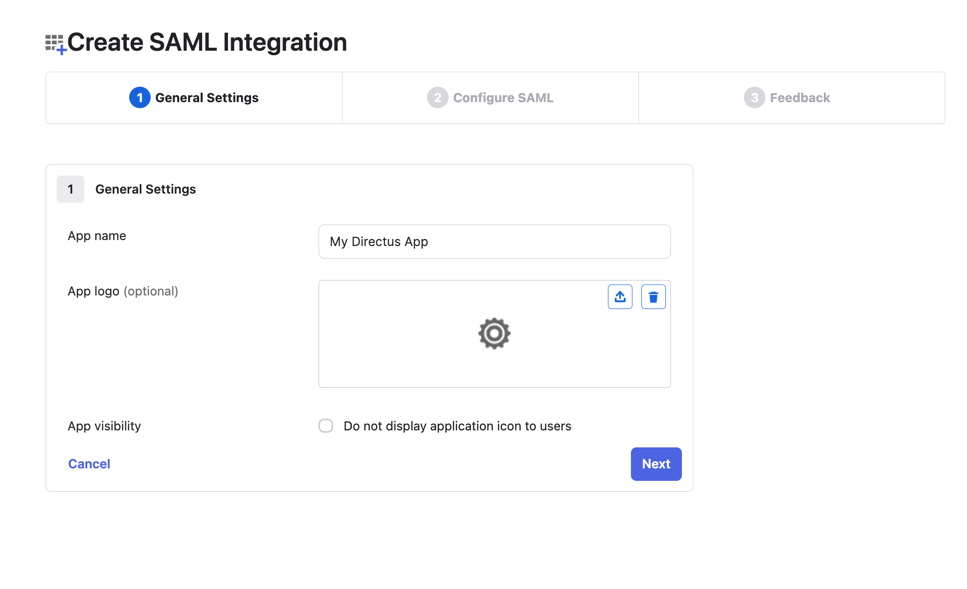 Create SAML Integration
1 General Settings
2 Configure SAML
3 Feedback
1 General Settings
App name
My Directus App
App logo (optional)
App visibility
Do not display application icon to users
Cancel
Next